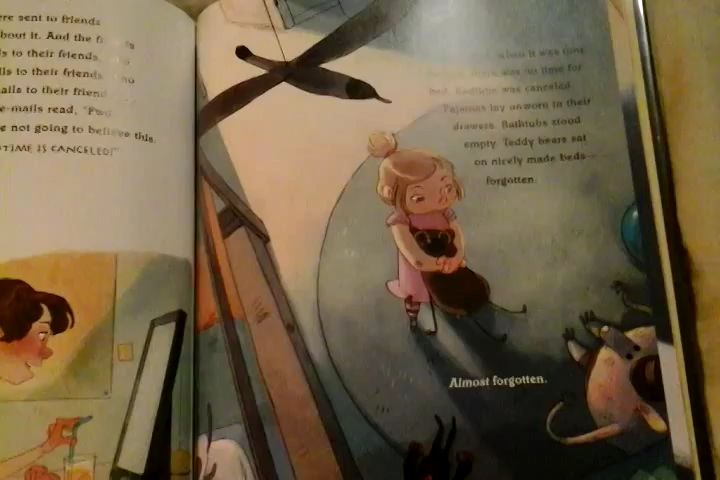 ere sent to friends
bout it. And the f
ls to their friends
ils to their friends
ails to their friend
e-mails read,
e not going to believe this.
TIME IS CANCELED!"
when it was time
there was no time for
bed. Bedtime was canceled.
Pajamas lay unworn in their
drawers. Bathtubs stood
empty. Teddy bears sat
on nicely made beds—
forgotten.
Almost forgotten.